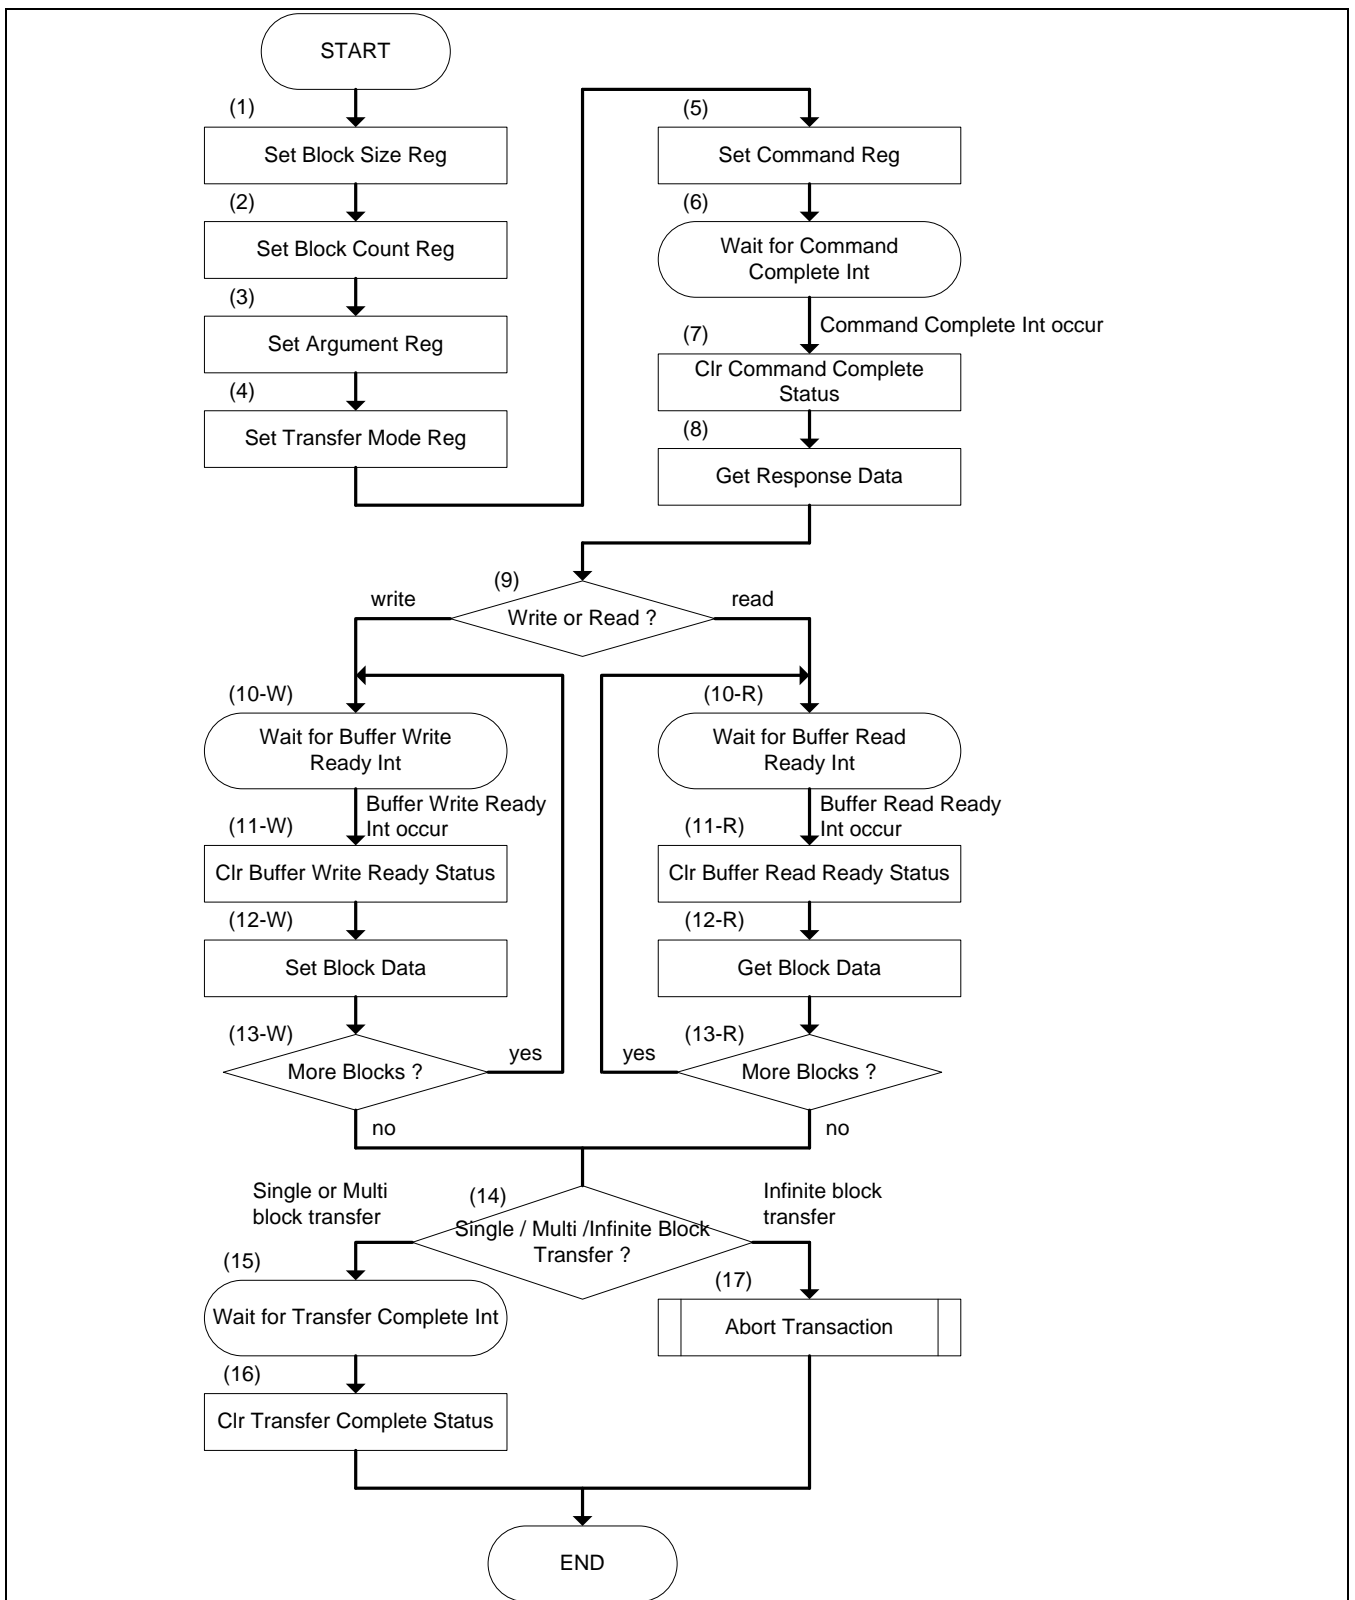 START
(1)
Set Block Size Reg
(2)
Set Block Count Reg
(3)
Set Argument Reg
(4)
Set Transfer Mode Reg
(5)
Set Command Reg
(6)
Wait for Command
Complete Int
Command Complete Int occur
(7)
Clr Command Complete
Status
(8)
Get Response Data
(9)
write
Write or Read ?
read
(10-W)
Wait for Buffer Write
Ready Int
Buffer Write Ready
Int occur
(11-W)
Clr Buffer Write Ready Status
(12-W)
Set Block Data
(13-W)
More Blocks ?
yes
no
(10-R)
Wait for Buffer Read
Ready Int
Buffer Read Ready
Int occur
(11-R)
Clr Buffer Read Ready Status
(12-R)
Get Block Data
(13-R)
yes
More Blocks ?
no
Single or Multi
block transfer
(14)
Single / Multi /Infinite Block
Transfer ?
Infinite block
transfer
(15)
Wait for Transfer Complete Int
(16)
Clr Transfer Complete Status
(17)
Abort Transaction
END